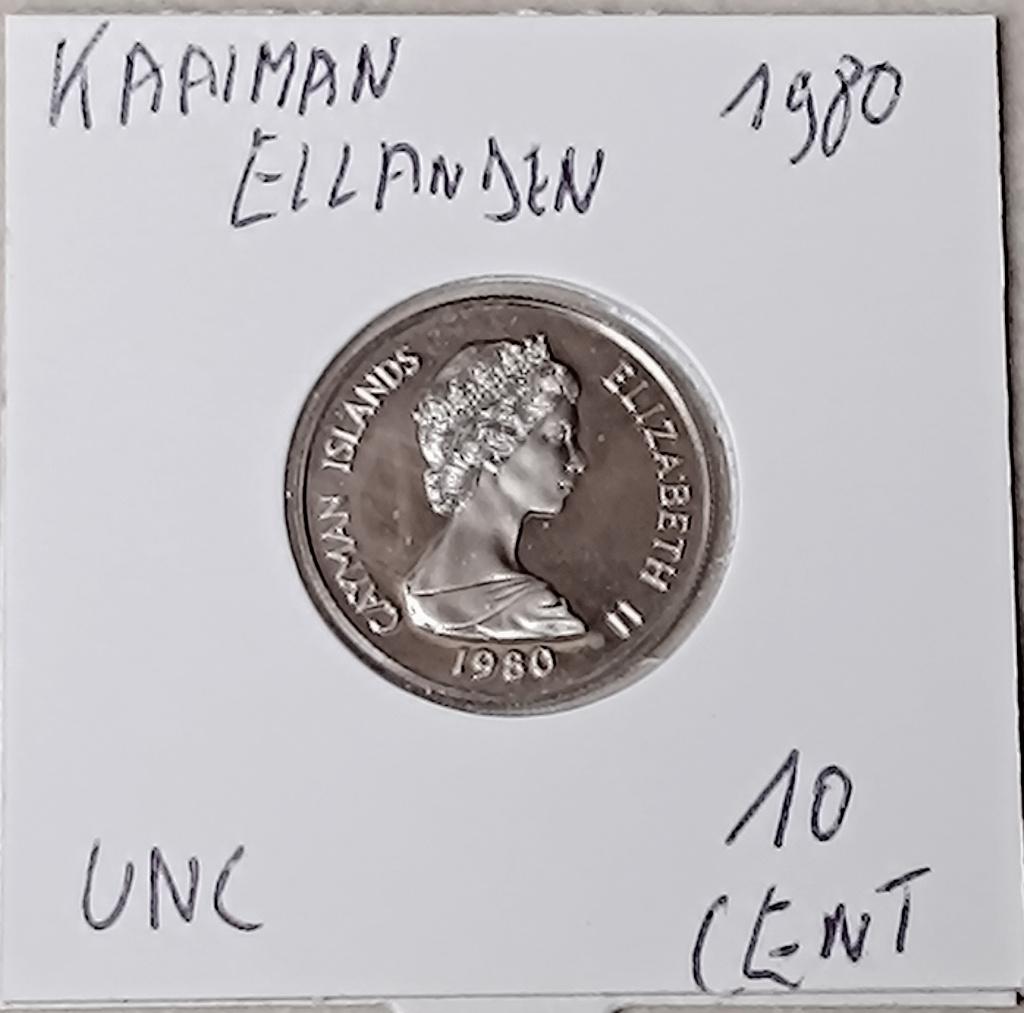 KAAIMAN
EILANDEN
1980
CAYMAN ISLANDS
ELIZABETH II
1980
UNC
10
CENT